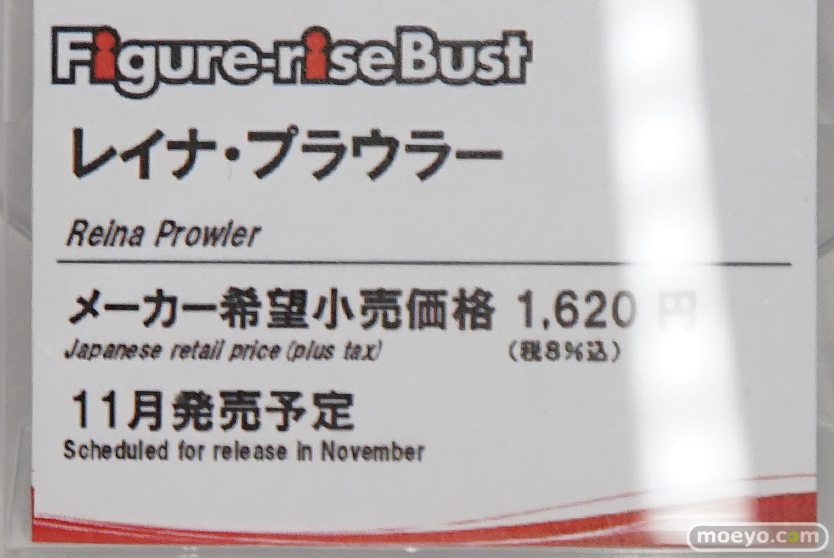 Figure-riseBust
レイナ・プラウラー
Reina Prowler
メーカー希望小売価格 1,620 円
Japanese retail price (plus tax) (税8%込)
11月発売予定
Scheduled for release in November
moeyo.com